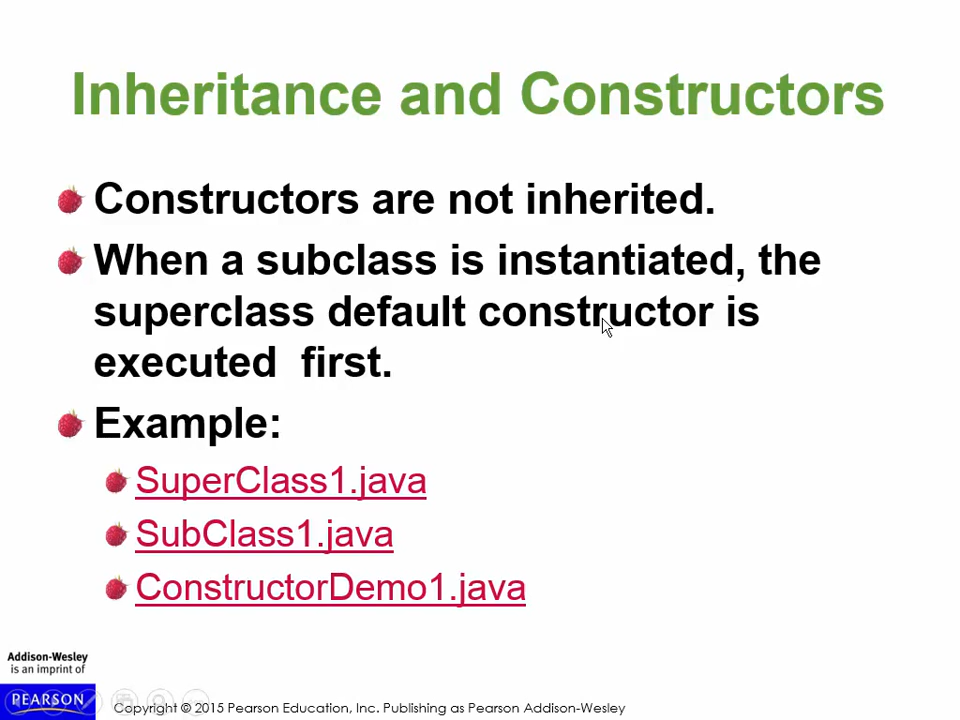 Inheritance and Constructors
Constructors are not inherited.
When a subclass is instantiated, the
superclass default constructor is
executed first.
Example:
SuperClass1.java
SubClass1.java
ConstructorDemo1.java
Addison-Wesley
is an imprint of
PEARSON
Copyright © 2015 Pearson Education, Inc. Publishing as Pearson Addison-Wesley